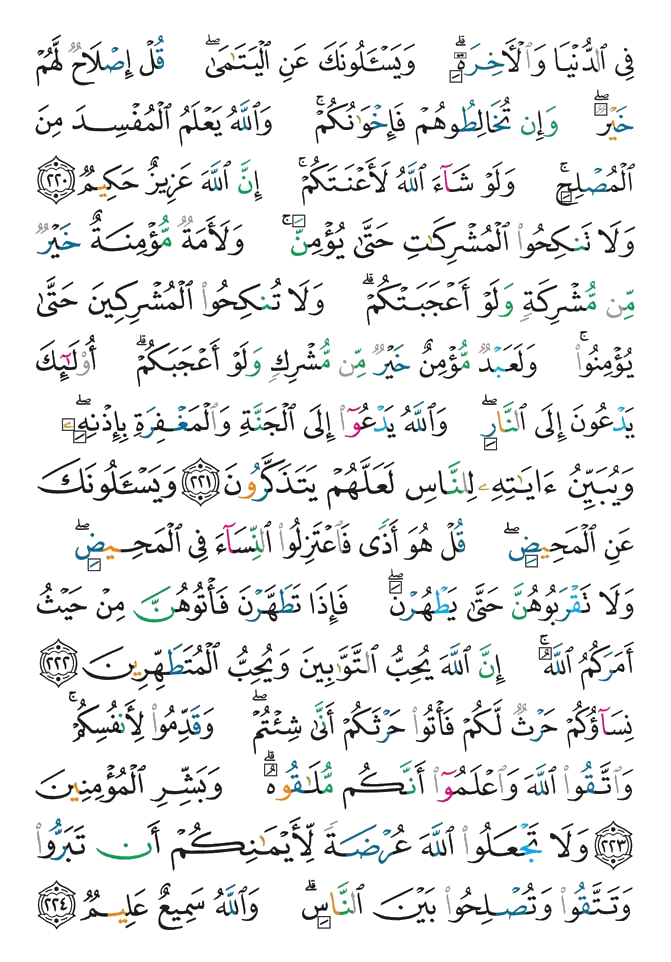 فِى ٱلدُّنْيَا وَٱلْأَخِرَةِ ۗ وَيَسْـَٔلُونَكَ عَنِ ٱلْيَتَـٰمَىٰ ۖ قُلْ إِصْلَاحٌ لَّهُمْ
خَيْرٌ ۖ وَإِن تُخَالِطُوهُمْ فَإِخْوَٰنُكُمْ ۚ وَٱللَّهُ يَعْلَمُ ٱلْمُفْسِدَ مِنَ
ٱلْمُصْلِحِ ۚ وَلَوْ شَآءَ ٱللَّهُ لَأَعْنَتَكُمْ ۚ إِنَّ ٱللَّهَ عَزِيزٌ حَكِيمٌ ﴿٢٢٠﴾
وَلَا تَنكِحُوا۟ ٱلْمُشْرِكَـٰتِ حَتَّىٰ يُؤْمِنَّ ۚ وَلَأَمَةٌ مُّؤْمِنَةٌ خَيْرٌ
مِّن مُّشْرِكَةٍ وَلَوْ أَعْجَبَتْكُمْ ۗ وَلَا تُنكِحُوا۟ ٱلْمُشْرِكِينَ حَتَّىٰ
يُؤْمِنُوا۟ ۚ وَلَعَبْدٌ مُّؤْمِنٌ خَيْرٌ مِّن مُّشْرِكٍ وَلَوْ أَعْجَبَكُمْ ۗ أُو۟لَـٰٓئِكَ
يَدْعُونَ إِلَى ٱلنَّارِ ۖ وَٱللَّهُ يَدْعُوٓا۟ إِلَى ٱلْجَنَّةِ وَٱلْمَغْفِرَةِ بِإِذْنِهِۦ ۖ
وَيُبَيِّنُ ءَايَـٰتِهِۦ لِلنَّاسِ لَعَلَّهُمْ يَتَذَكَّرُونَ ﴿٢٢١﴾ وَيَسْـَٔلُونَكَ
عَنِ ٱلْمَحِيضِ ۖ قُلْ هُوَ أَذًى فَٱعْتَزِلُوا۟ ٱلنِّسَآءَ فِى ٱلْمَحِيضِ ۖ
وَلَا تَقْرَبُوهُنَّ حَتَّىٰ يَطْهُرْنَ ۖ فَإِذَا تَطَهَّرْنَ فَأْتُوهُنَّ مِنْ حَيْثُ
أَمَرَكُمُ ٱللَّهُ ۚ إِنَّ ٱللَّهَ يُحِبُّ ٱلتَّوَّٰبِينَ وَيُحِبُّ ٱلْمُتَطَهِّرِينَ ﴿٢٢٢﴾
نِسَآؤُكُمْ حَرْثٌ لَّكُمْ فَأْتُوا۟ حَرْثَكُمْ أَنَّىٰ شِئْتُمْ ۖ وَقَدِّمُوا۟ لِأَنفُسِكُمْ ۚ
وَٱتَّقُوا۟ ٱللَّهَ وَٱعْلَمُوٓا۟ أَنَّكُم مُّلَـٰقُوهُ ۗ وَبَشِّرِ ٱلْمُؤْمِنِينَ
﴿٢٢٣﴾ وَلَا تَجْعَلُوا۟ ٱللَّهَ عُرْضَةً لِّأَيْمَـٰنِكُمْ أَن تَبَرُّوا۟
وَتَتَّقُوا۟ وَتُصْلِحُوا۟ بَيْنَ ٱلنَّاسِ ۗ وَٱللَّهُ سَمِيعٌ عَلِيمٌ ﴿٢٢٤﴾